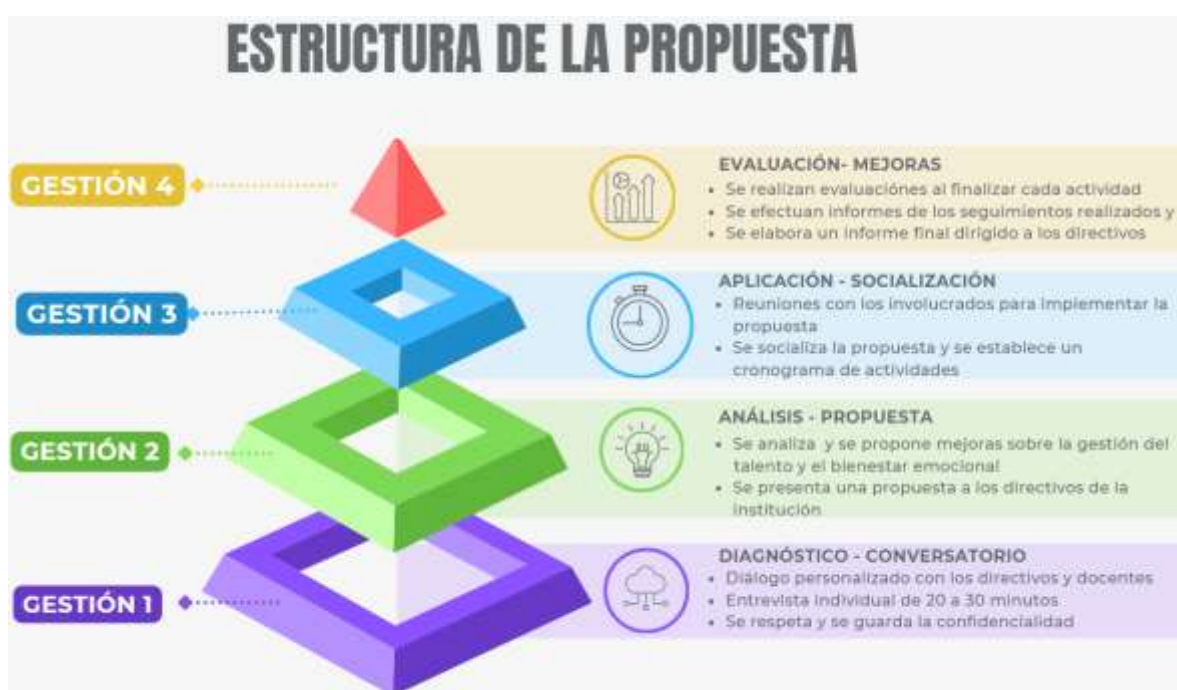 ESTRUCTURA DE LA PROPUESTA
GESTIÓN 4
EVALUACIÓN- MEJORAS
• Se realizan evaluaciónes al finalizar cada actividad
• Se efectuan informes de los seguimientos realizados y
• Se elabora un informe final dirigido a los directivos
GESTIÓN 3
APLICACIÓN - SOCIALIZACIÓN
• Reuniones con los involucrados para implementar la
propuesta
• Se socializa la propuesta y se establece un
cronograma de actividades
GESTIÓN 2
ANÁLISIS - PROPUESTA
• Se analiza y se propone mejoras sobre la gestión del
talento y el bienestar emocional
• Se presenta una propuesta a los directivos de la
institución
GESTIÓN 1
DIAGNÓSTICO - CONVERSATORIO
• Diálogo personalizado con los directivos y docentes
• Entrevista individual de 20 a 30 minutos
• Se respeta y se guarda la confidencialidad